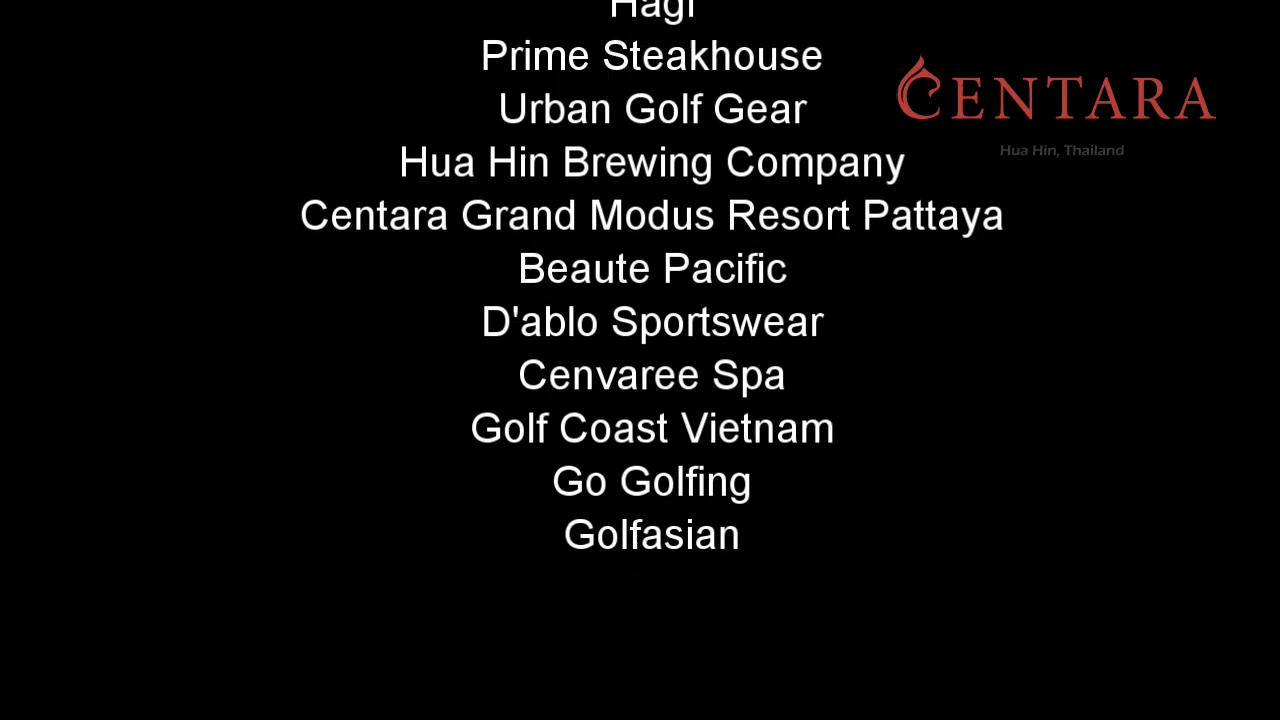 Hagi
Prime Steakhouse
CENTARA
Urban Golf Gear
Hua Hin, Thailand
Hua Hin Brewing Company
Centara Grand Modus Resort Pattaya
Beaute Pacific
D'ablo Sportswear
Cenvaree Spa
Golf Coast Vietnam
Go Golfing
Golfasian